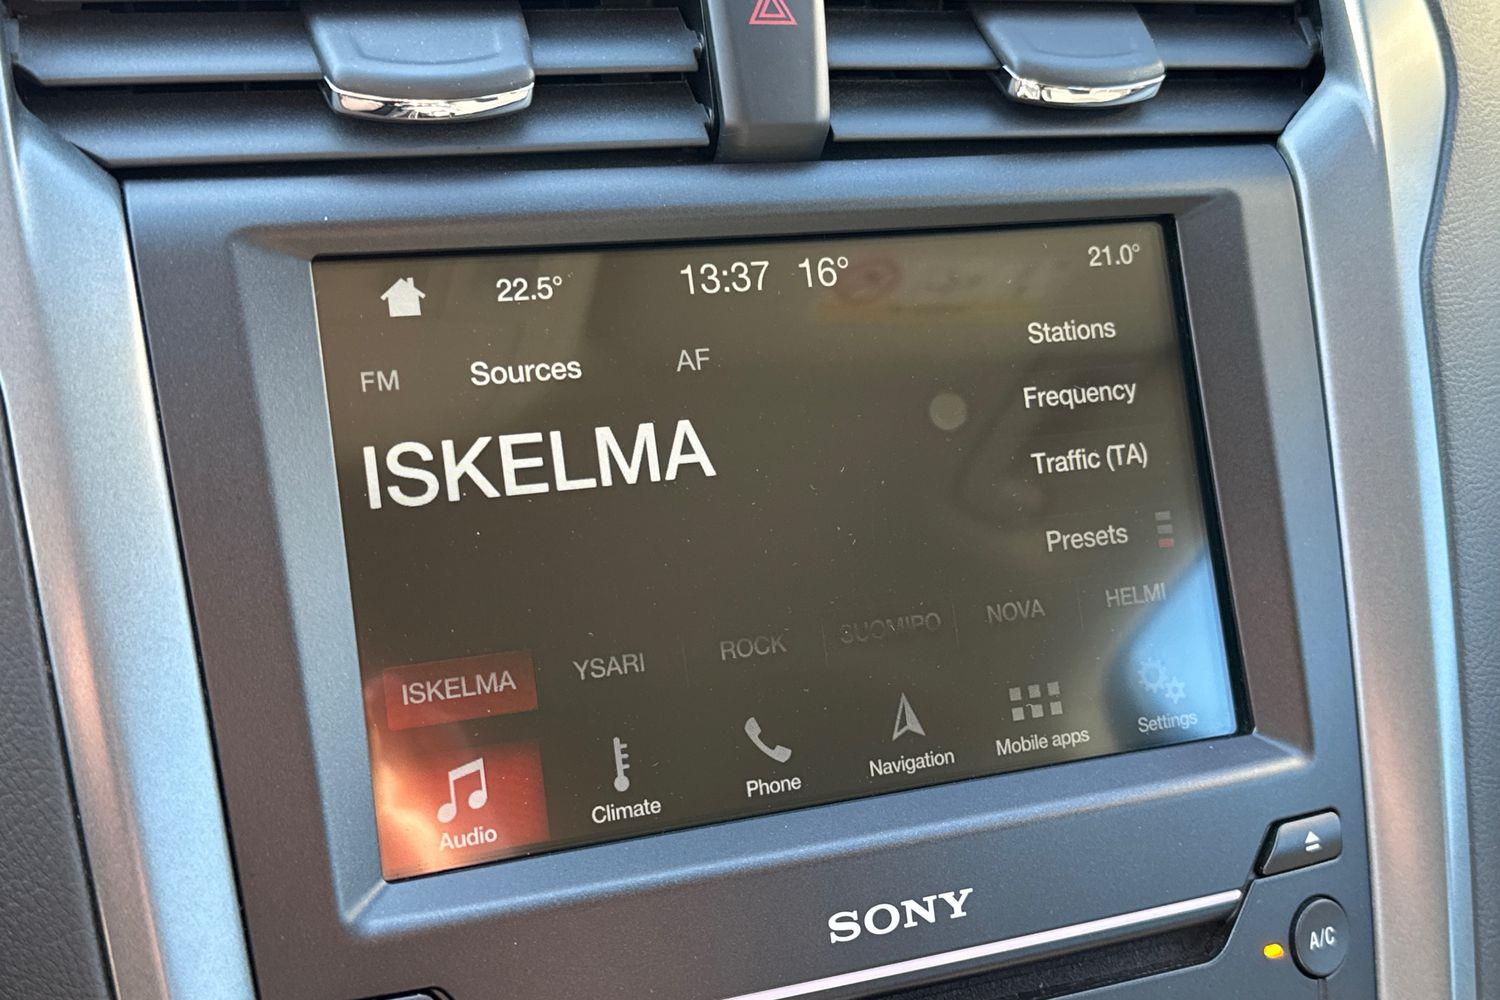 22.5° 13:37 16° 21.0°
FM Sources AF Stations
Frequency
ISKELMA
Traffic (TA)
Presets
ISKELMA YSARI ROCK SUOMIPO NOVA HELMI
Audio Climate Phone Navigation Mobile apps Settings
SONY
A/C